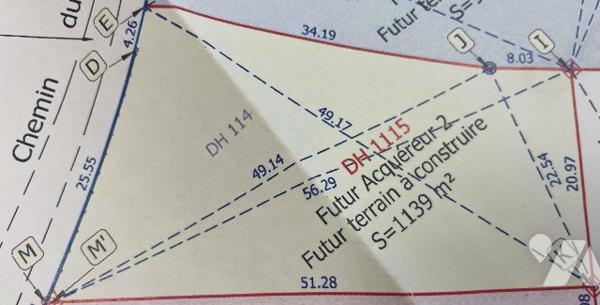 du
E
4.26
D
34.19
Futur te
S=
J
8.03
I
Chemin
25.55
DH 114
49.17
49.14
56.29
DH 1115
Futur Acquéreur 2
Futur terrain à construire
S=1139 m²
22.54
20.97
M
M'
K
51.28